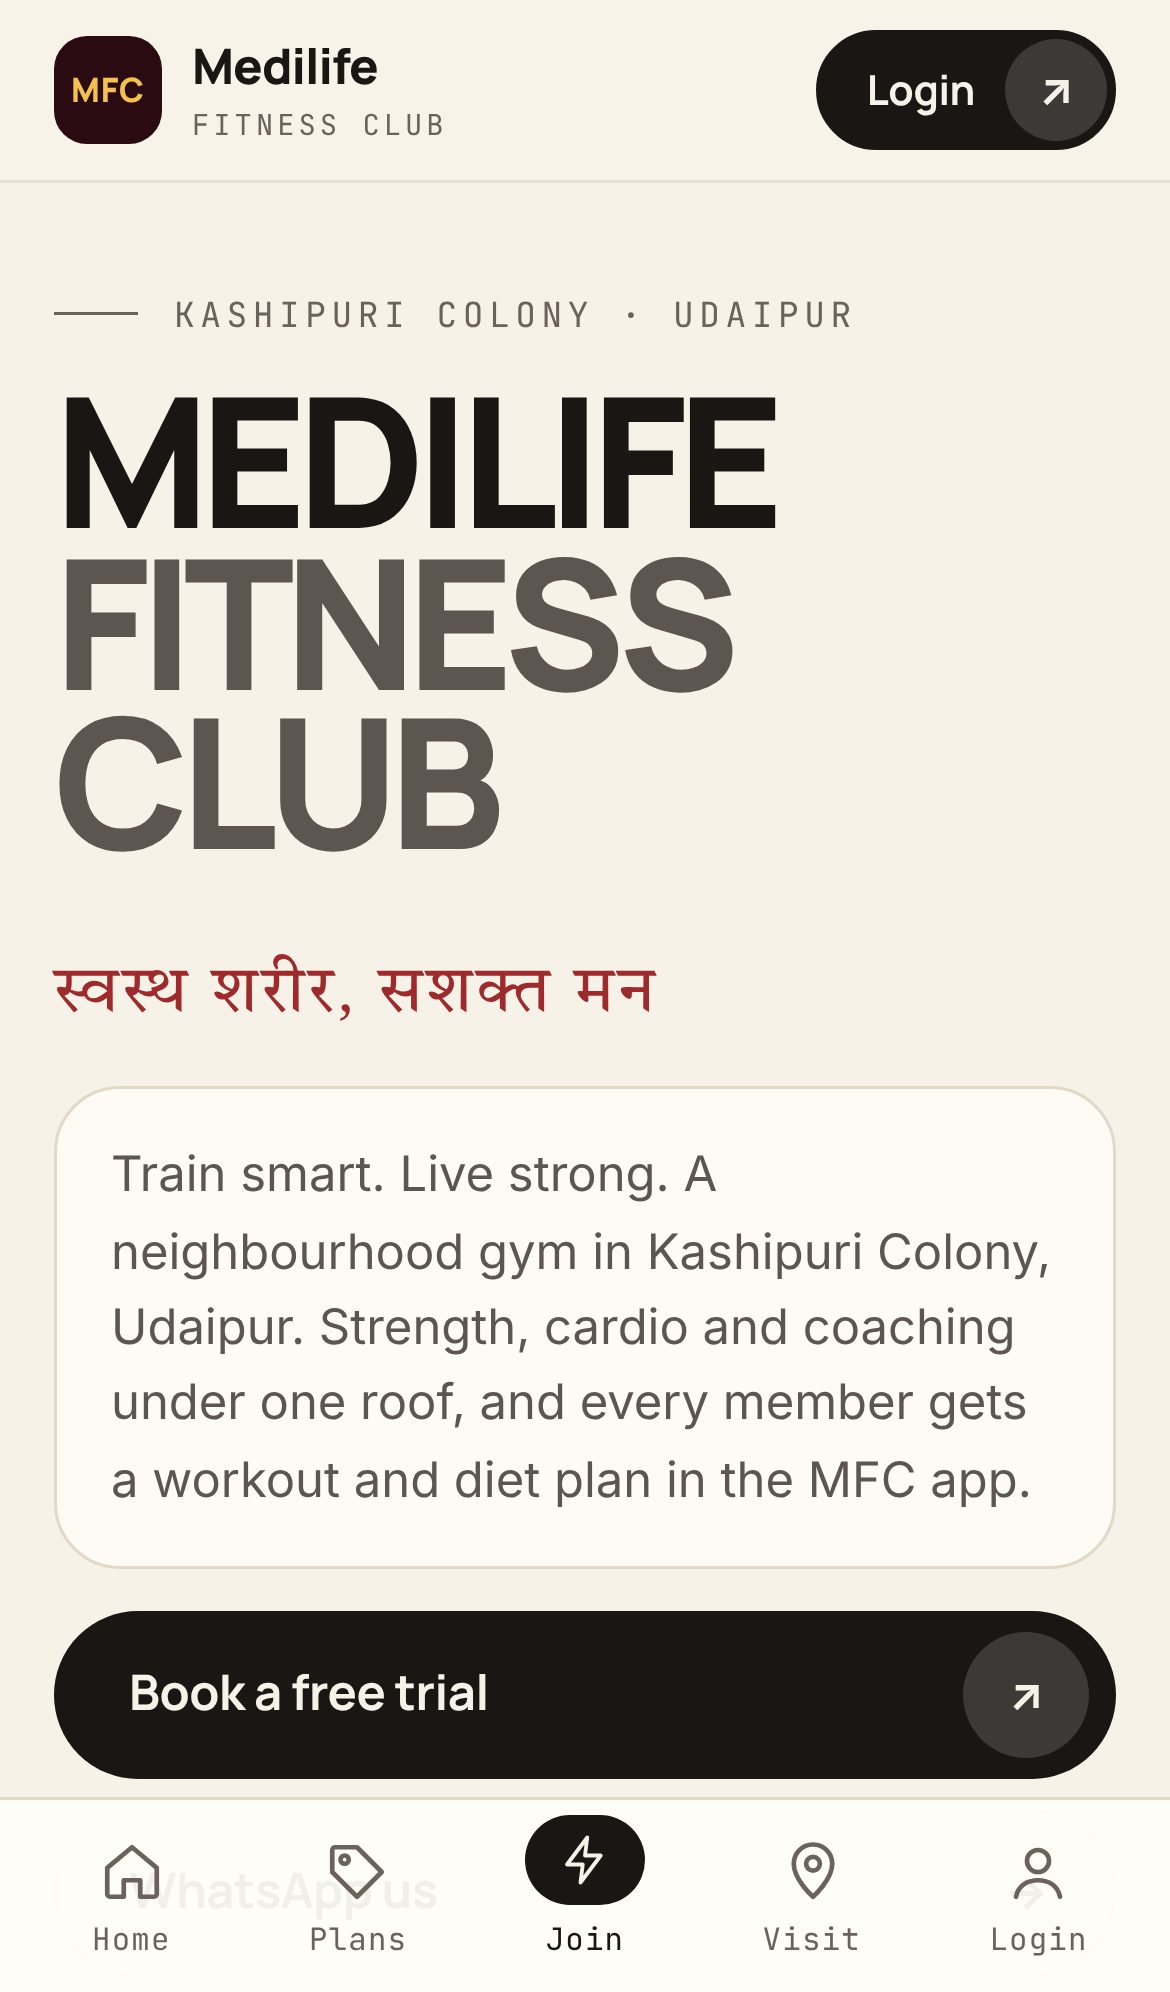 MFC
Medilife
FITNESS CLUB
Login
KASHIPURI COLONY · UDAIPUR
MEDILIFE
FITNESS
CLUB
स्वस्थ शरीर, सशक्त मन
Train smart. Live strong. A
neighbourhood gym in Kashipuri Colony,
Udaipur. Strength, cardio and coaching
under one roof, and every member gets
a workout and diet plan in the MFC app.
Book a free trial
WhatsApp us
Home
Plans
Join
Visit
Login